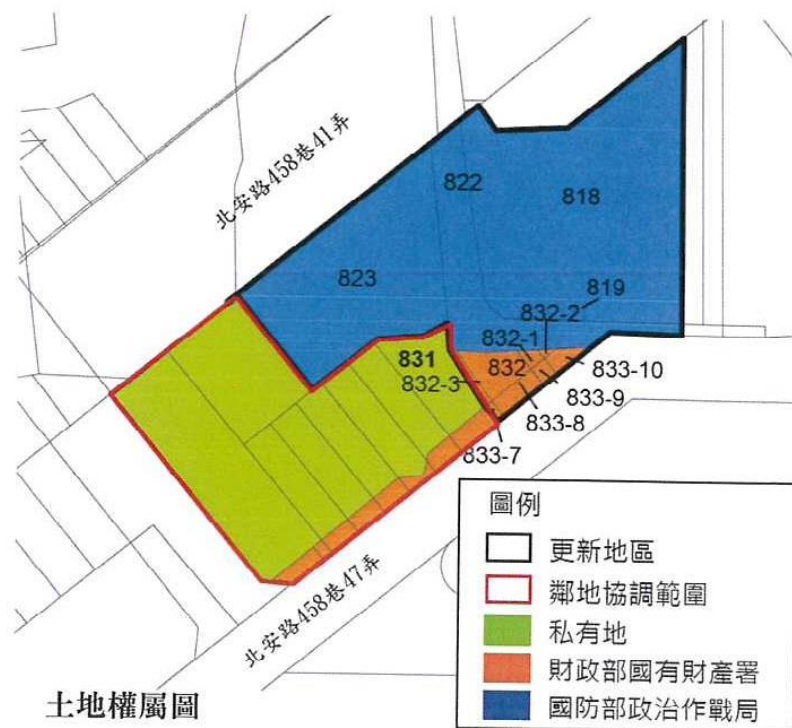 北安路458巷41弄
822
818
823
819
832-2
832-1
831
832
833-10
832-3
833-9
833-8
833-7
北安路458巷47弄
圖例
更新地區
鄰地協調範圍
私有地
財政部國有財產署
國防部政治作戰局
土地權屬圖